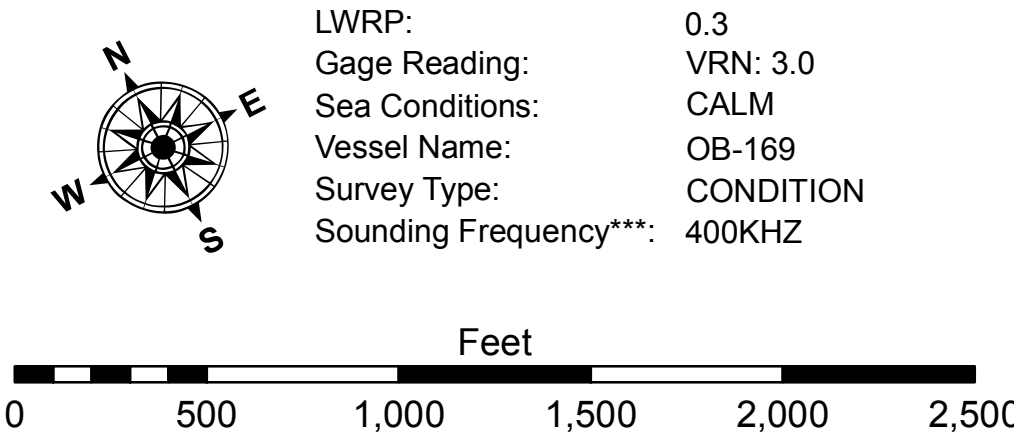 N
E
W
S
LWRP: 0.3
Gage Reading: VRN: 3.0
Sea Conditions: CALM
Vessel Name: OB-169
Survey Type: CONDITION
Sounding Frequency***: 400KHZ
Feet
0 500 1,000 1,500 2,000 2,500